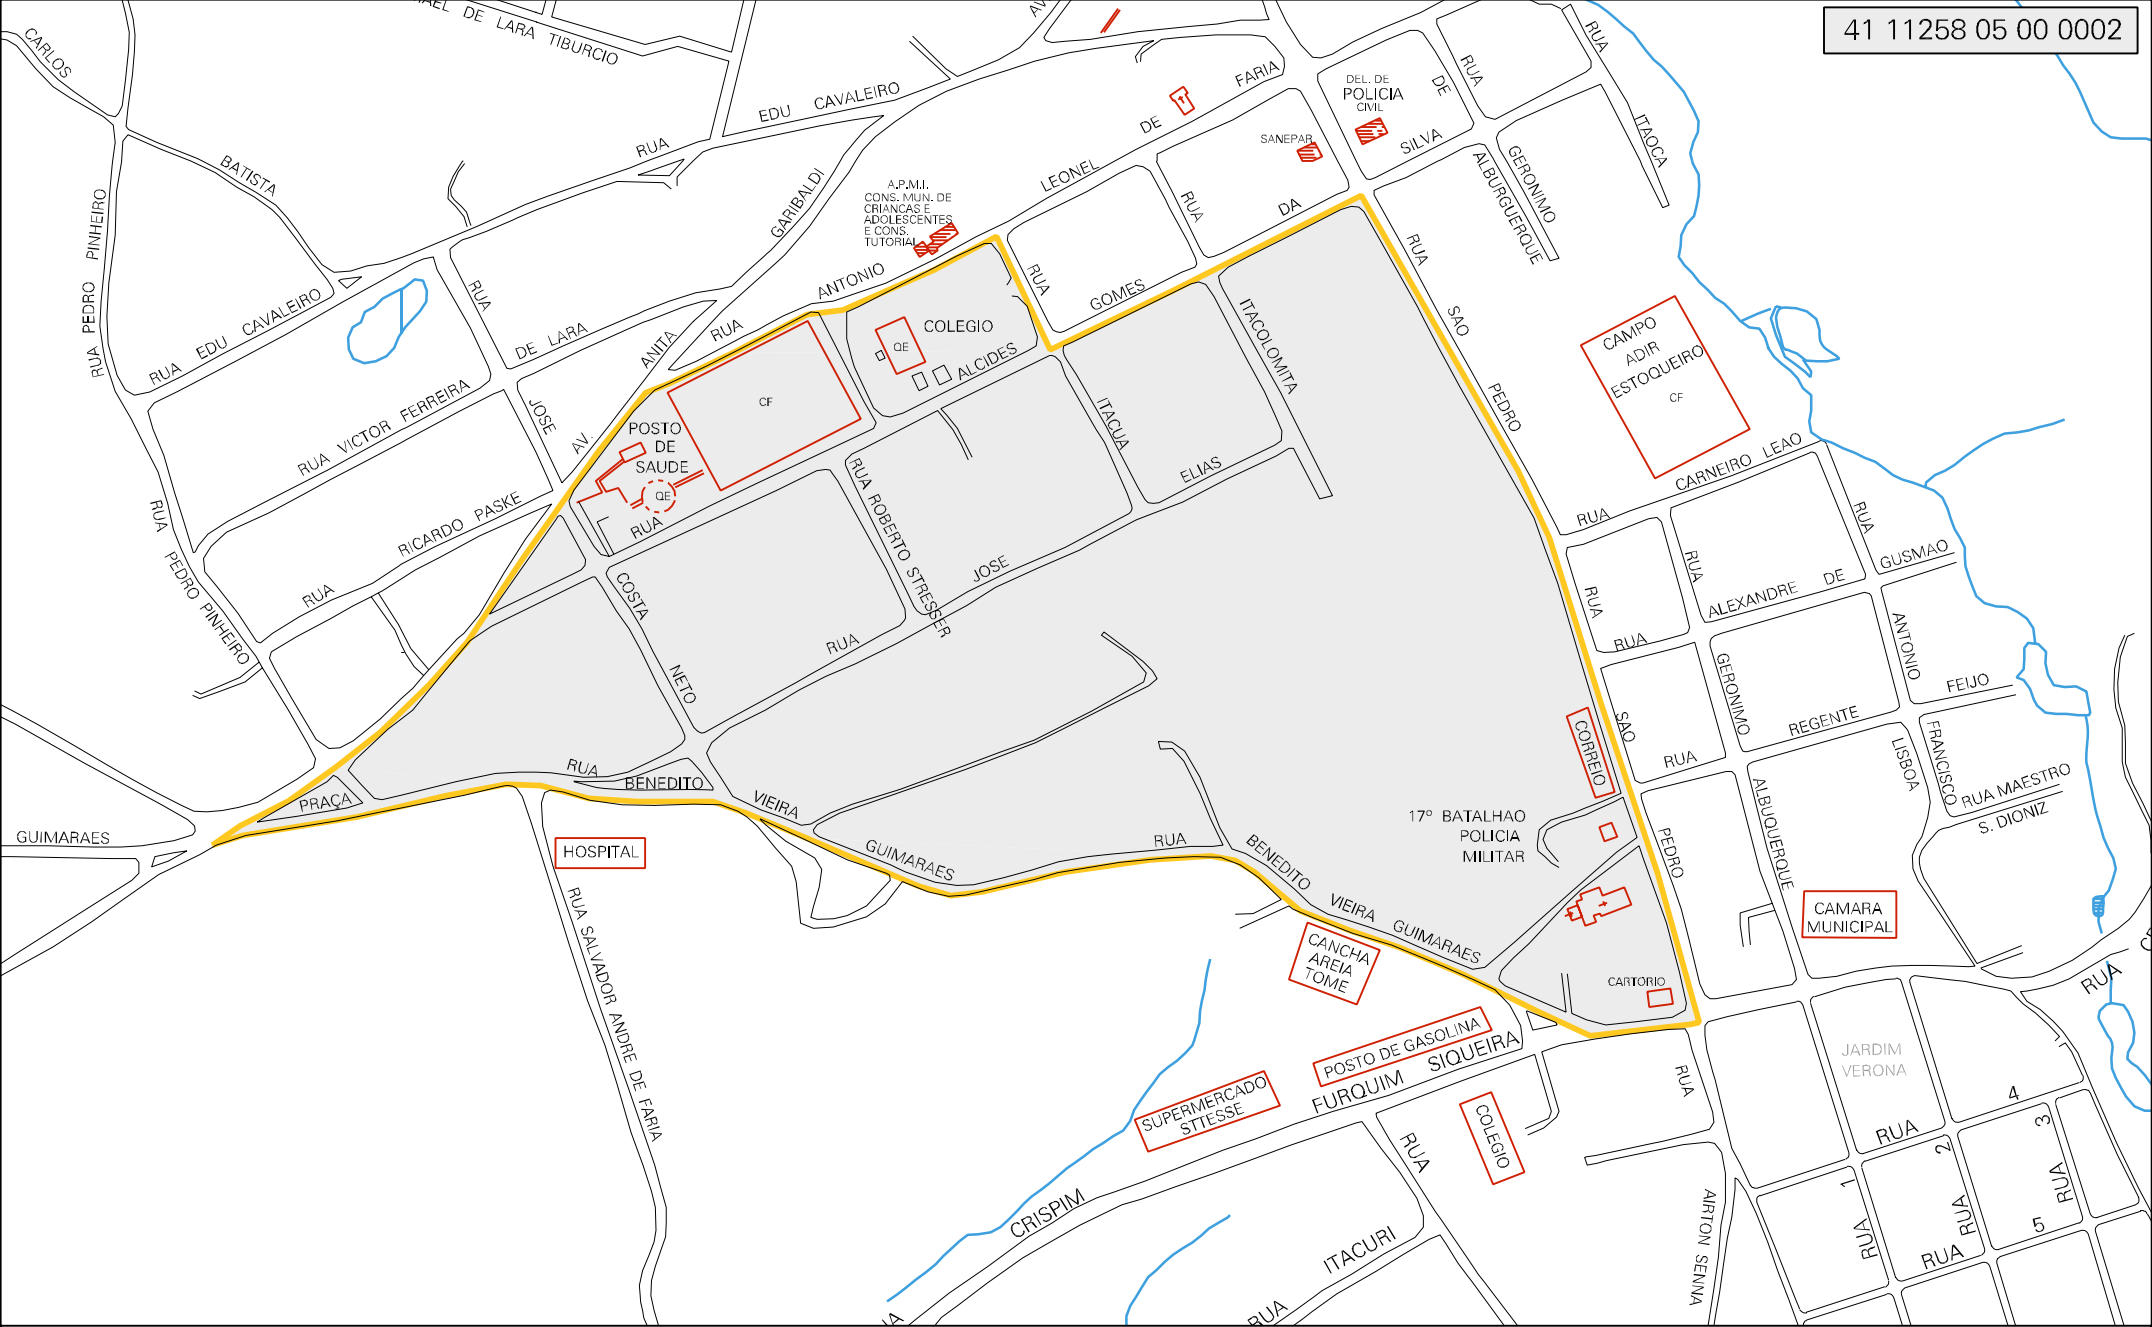 41 11258 05 00 0002
CARLOS
DE LARA TIBURCIO
RUA
EDU CAVALEIRO
FARIA
DEL. DE
POLICIA
CIVIL
DE
RUA
RUA
ITAOCA
BATISTA
RUA
DE
SANEPAR
SILVA
GERONIMO
ALBURGUERQUE
RUA PEDRO PINHEIRO
GARIBALDI
A.P.M.I.
CONS. MUN. DE
CRIANCAS E
ADOLESCENTES
E CONS.
TUTORIAL
LEONEL
RUA
DA
RUA
SAO
PEDRO
RUA EDU CAVALEIRO
RUA
DE LARA
ANITA
RUA
ANTONIO
RUA
GOMES
ITACOLOMITA
COLEGIO
QE
ALCIDES
CF
CAMPO
ADIR
ESTOQUEIRO
CF
RUA VICTOR FERREIRA
JOSE
AV.
POSTO
DE
SAUDE
QE
RUA
ITACUA
ELIAS
RUA
CARNEIRO LEAO
RUA PEDRO PINHEIRO
RUA
RICARDO PASKE
RUA ROBERTO STRESSER
JOSE
RUA
COSTA
NETO
RUA
RUA
RUA
ALEXANDRE DE
GUSMAO
RUA
ANTONIO
GERONIMO
FEIJO
REGENTE
RUA
SAO
CORREIO
LISBOA
FRANCISCO
RUA MAESTRO
S. DIONIZ
GUIMARAES
PRAÇA
RUA
BENEDITO
VIEIRA
GUIMARAES
RUA
BENEDITO
VIEIRA
GUIMARAES
17º BATALHAO
POLICIA
MILITAR
PEDRO
ALBUQUERQUE
HOSPITAL
RUA SALVADOR ANDRE DE FARIA
CANCHA
AREIA
TOME
CARTORIO
CAMARA
MUNICIPAL
RUA
JARDIM
VERONA
POSTO DE GASOLINA
SUPERMERCADO
STTESSE
CRISPIM
FURQUIM
SIQUEIRA
COLEGIO
RUA
RUA
ITACURI
RUA
AIRTON SENNA
RUA
4
RUA
1
RUA
2
RUA
3
RUA
5